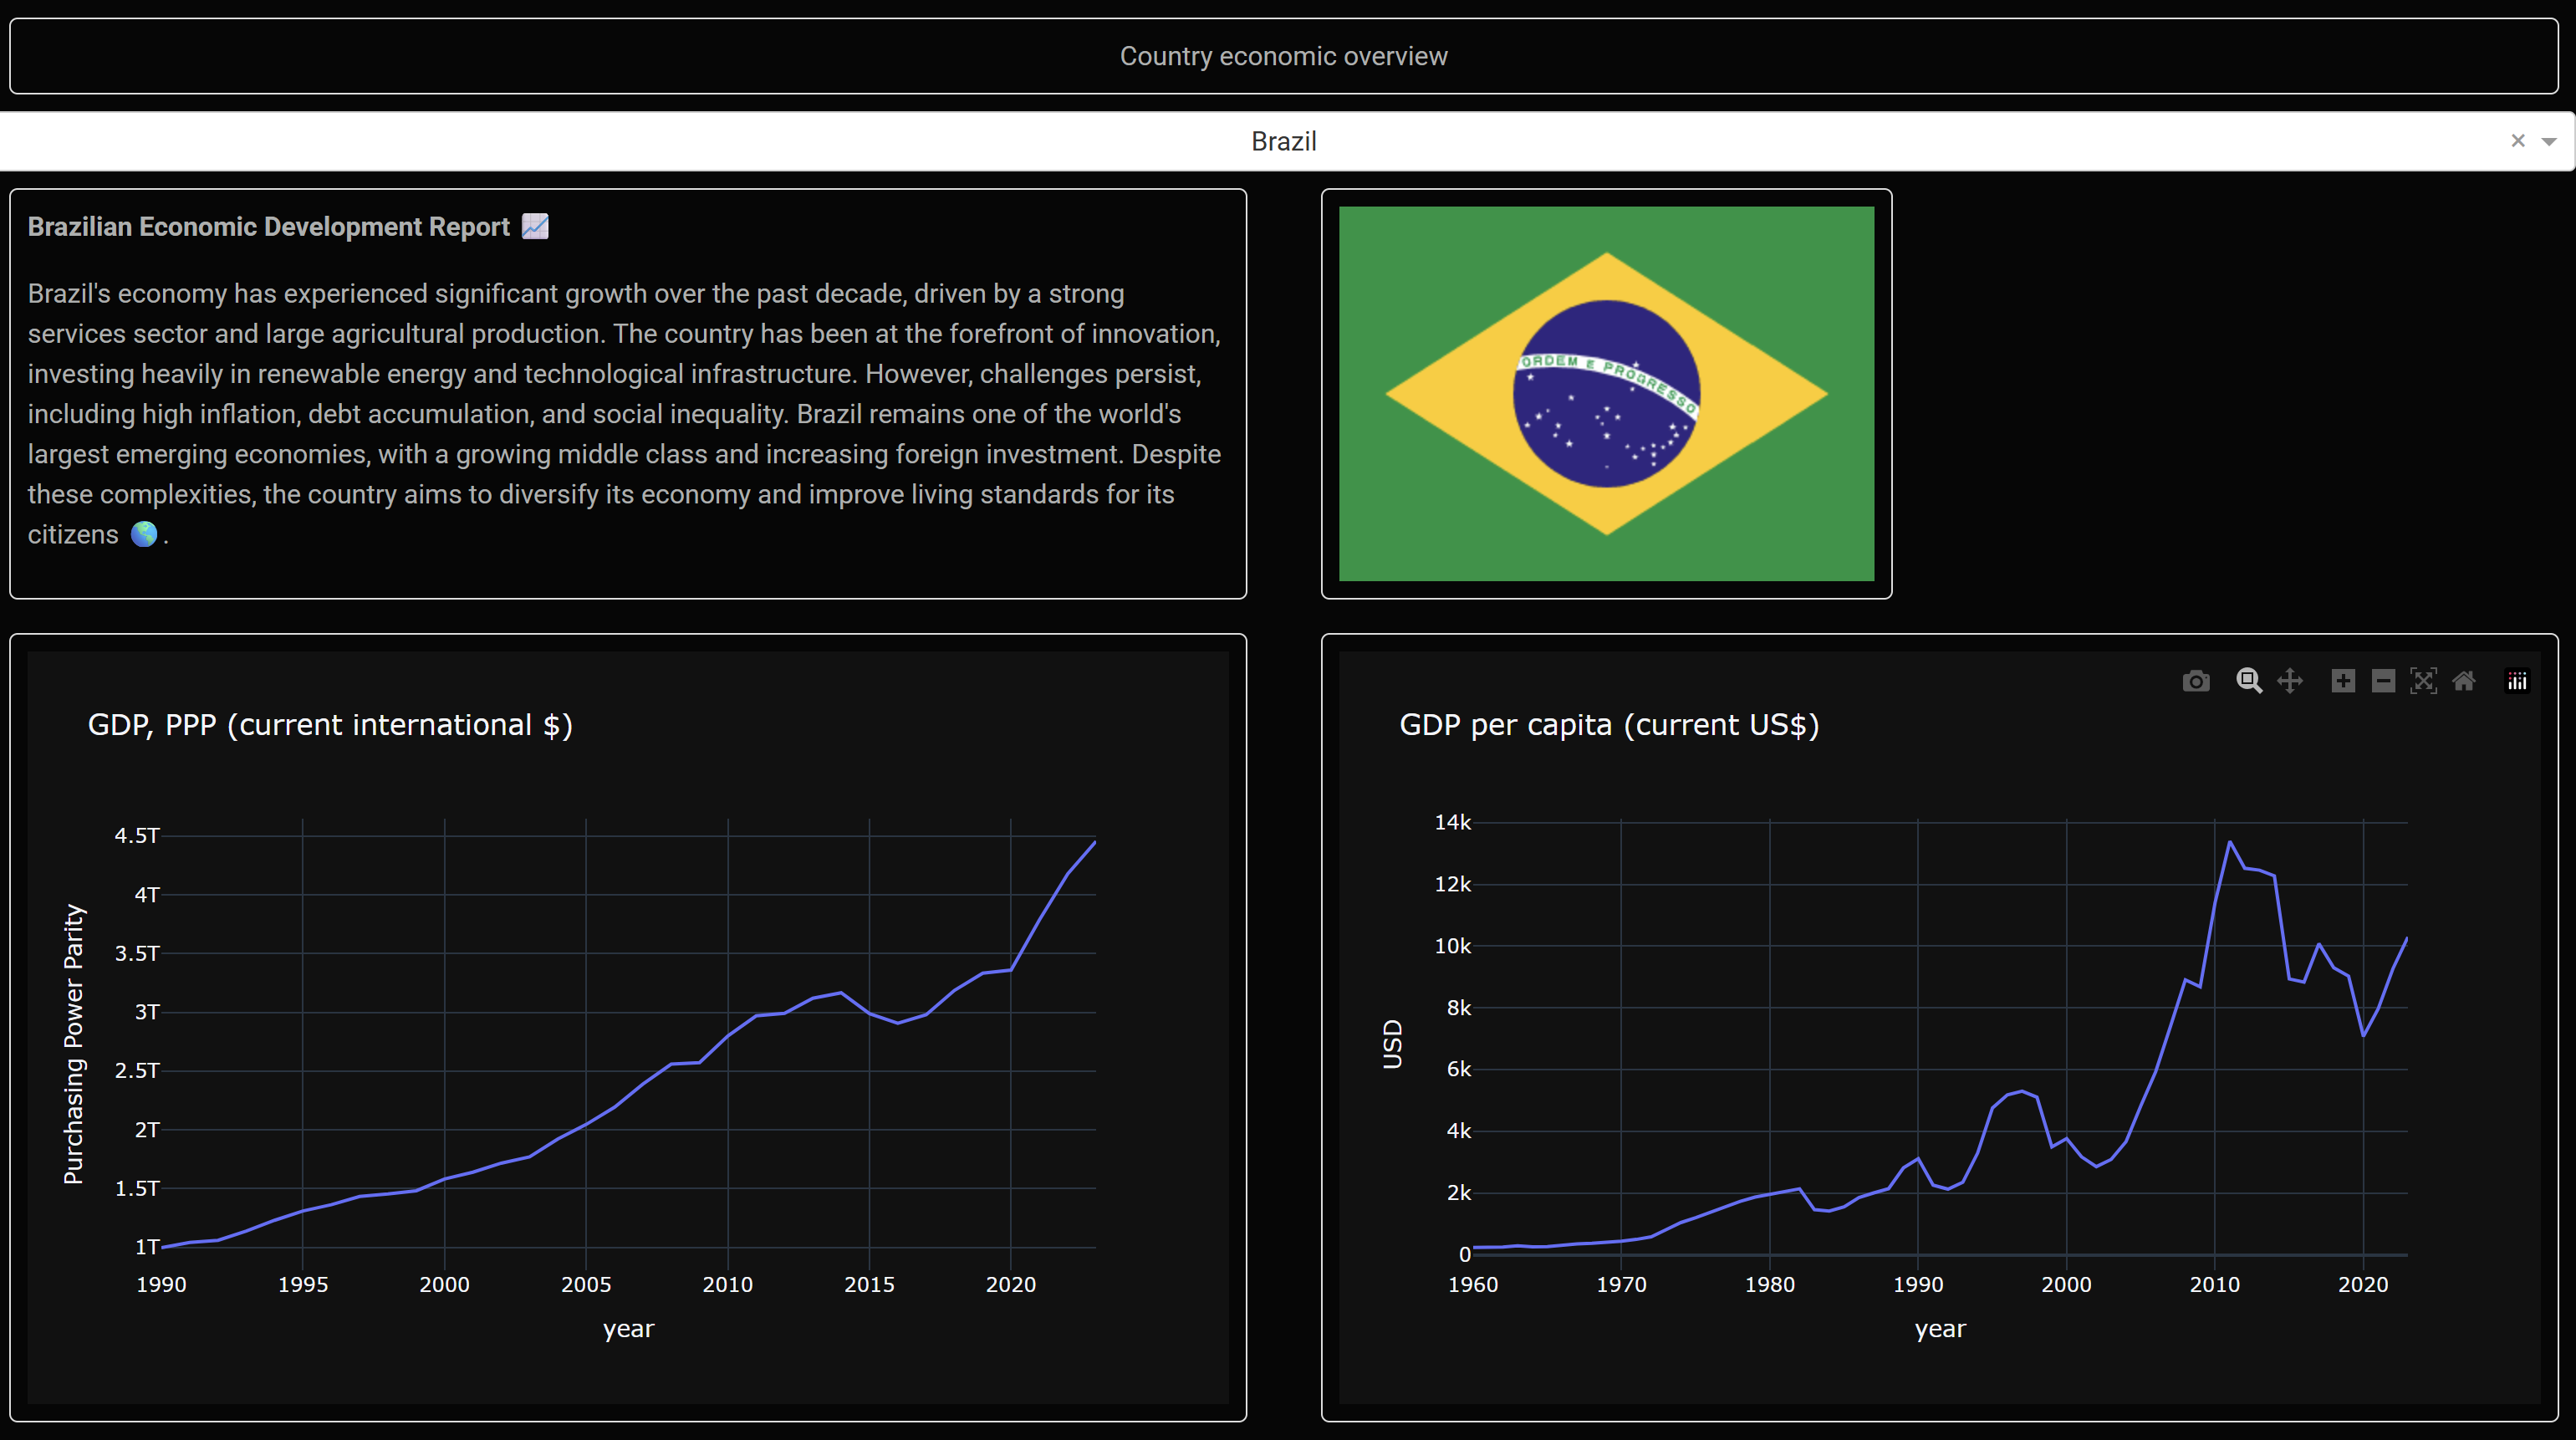 Country economic overview
Brazil
Brazilian Economic Development Report 📈
Brazil's economy has experienced significant growth over the past decade, driven by a strong
services sector and large agricultural production. The country has been at the forefront of innovation,
investing heavily in renewable energy and technological infrastructure. However, challenges persist,
including high inflation, debt accumulation, and social inequality. Brazil remains one of the world's
largest emerging economies, with a growing middle class and increasing foreign investment. Despite
these complexities, the country aims to diversify its economy and improve living standards for its
citizens 🌎.
ORDEM E PROGRESSO
GDP, PPP (current international $)
Purchasing Power Parity
4.5T
4T
3.5T
3T
2.5T
2T
1.5T
1T
1990 1995 2000 2005 2010 2015 2020
year
GDP per capita (current US$)
USD
14k
12k
10k
8k
6k
4k
2k
0
1960 1970 1980 1990 2000 2010 2020
year